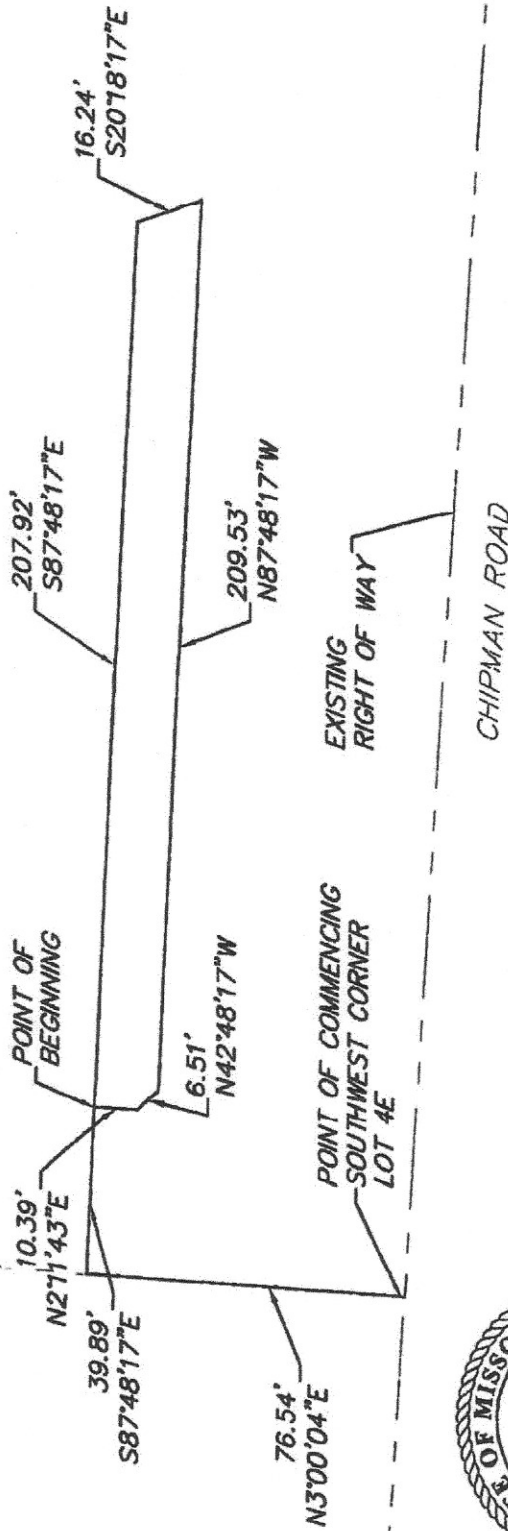 16.24'
S20°18'17"E
207.92'
S87°48'17"E
POINT OF
BEGINNING
10.39'
N2°11'43"E
39.89'
S87°48'17"E
209.53'
N87°48'17"W
6.51'
N42°48'17"W
76.54'
N3°00'04"E
EXISTING
RIGHT OF WAY
POINT OF COMMENCING
SOUTHWEST CORNER
LOT 4E
CHIPMAN ROAD
E OF MISSO